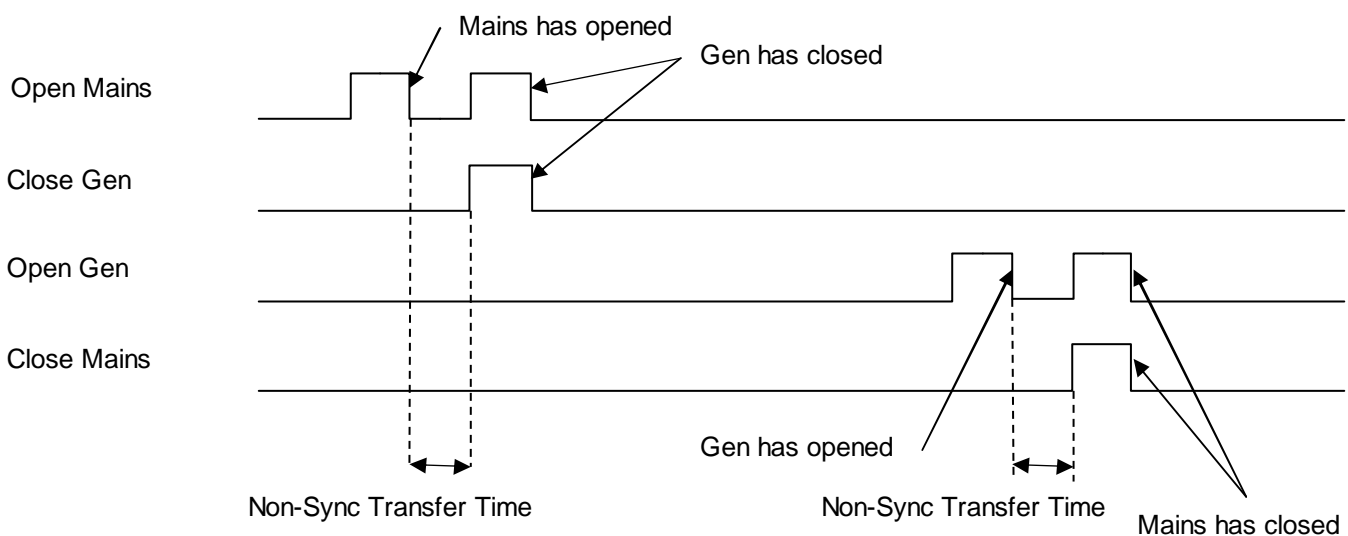 Mains has opened
Gen has closed
Open Mains
Close Gen
Open Gen
Close Mains
Gen has opened
Non-Sync Transfer Time
Non-Sync Transfer Time
Mains has closed